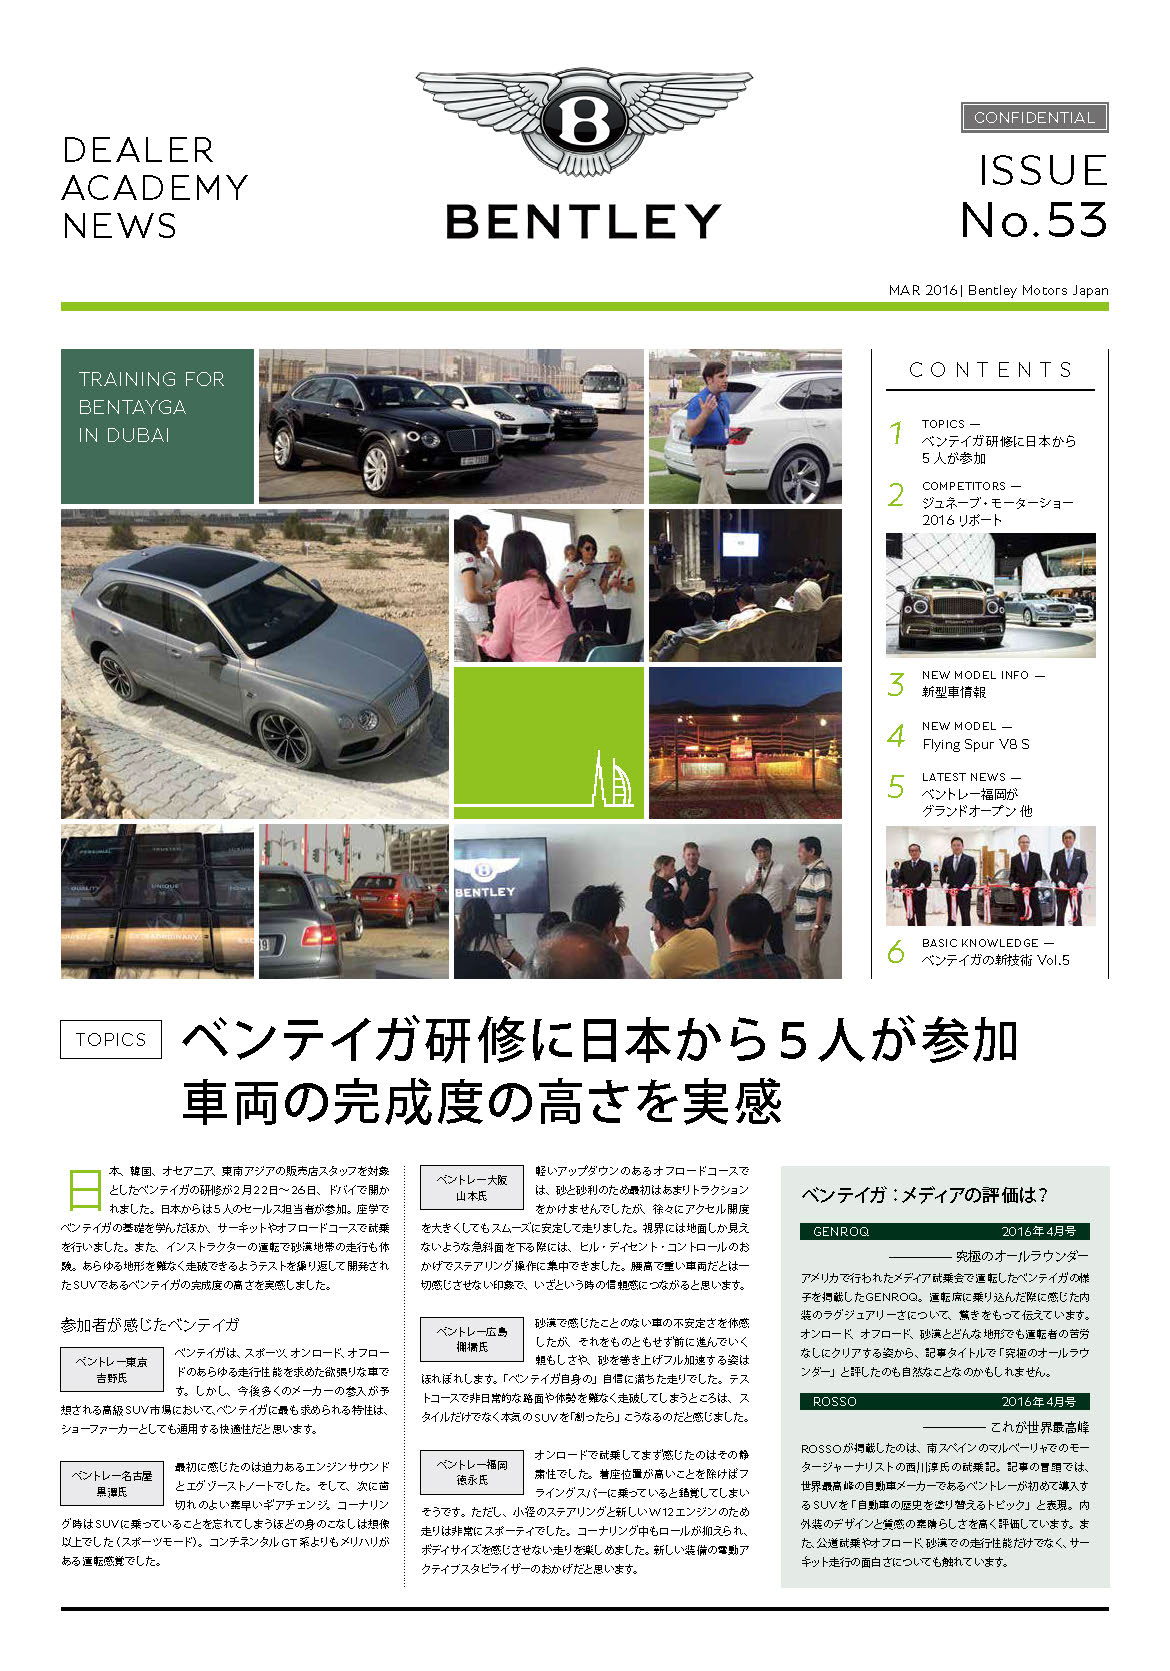 DEALER
ACADEMY
NEWS
BENTLEY
CONFIDENTIAL
ISSUE
No.53
MAR 2016 | Bentley Motors Japan
TRAINING FOR
BENTAYGA
IN DUBAI
BENTLEY
CONTENTS
1 TOPICS —
ベンテイガ研修に日本から
5人が参加
2 COMPETITORS —
ジュネーブ・モーターショー
2016 リポート
3 NEW MODEL INFO —
新型車情報
4 NEW MODEL —
Flying Spur V8 S
5 LATEST NEWS —
ベントレー福岡が
グランドオープン 他
6 BASIC KNOWLEDGE —
ベンテイガの新技術 Vol.5
TOPICS
ベンテイガ研修に日本から5人が参加
車両の完成度の高さを実感
日本、韓国、オセアニア、東南アジアの販売店スタッフを対象
としたベンテイガの研修が2月22日〜26日、ドバイで開か
れました。日本からは5人のセールス担当者が参加。座学で
ベンテイガの基礎を学んだほか、サーキットやオフロードコースで試乗
を行いました。また、インストラクターの運転で砂漠地帯の走行も体
験。あらゆる地形を難なく走破できるようテストを繰り返して開発され
たSUVであるベンテイガの完成度の高さを実感しました。
参加者が感じたベンテイガ
ベントレー東京
吉野氏
ベンテイガは、スポーツ、オンロード、オフロー
ドのあらゆる走行性能を求めた欲張りな車で
す。しかし、今後多くのメーカーの参入が予
想される高級SUV市場において、ベンテイガに最も求められる特性は、
ショーファーカーとしても通用する快適性だと思います。
ベントレー名古屋
黒澤氏
最初に感じたのは迫力あるエンジンサウンド
とエグゾーストノートでした。そして、次に歯
切れのよい素早いギアチェンジ。コーナリン
グ時はSUVに乗っていることを忘れてしまうほどの身のこなしは想像
以上でした（スポーツモード）。コンチネンタルGT系よりもメリハリが
ある運転感覚でした。
ベントレー大阪
山本氏
軽いアップダウンのあるオフロードコースで
は、砂と砂利のため最初はあまりトラクション
をかけませんでしたが、徐々にアクセル開度
を大きくしてもスムーズに安定して走りました。視界には地面しか見え
ないような急斜面を下る際には、ヒル・ディセント・コントロールのお
かげでステアリング操作に集中できました。腰高で重い車両だとは一
切感じさせない印象で、いざという時の信頼感につながると思います。
ベントレー広島
棚橋氏
砂漠で感じたことのない車の不安定さを体感
したが、それをものともせず前に進んでいく
頼もしさや、砂を巻き上げフル加速する姿は
ほれぼれします。「ベンテイガ自身の」自信に満ちた走りでした。テス
トコースで非日常的な路面や体勢を難なく走破してしまうところは、ス
タイルだけでなく本気のSUVを「創ったら」こうなるのだと感じました。
ベントレー福岡
徳永氏
オンロードで試乗してまず感じたのはその静
粛性でした。着座位置が高いことを除けばフ
ライングスパーに乗っていると錯覚してしまい
そうです。ただし、小径のステアリングと新しいW12エンジンのため
走りは非常にスポーティでした。コーナリング中もロールが抑えられ、
ボディサイズを感じさせない走りを楽しめました。新しい装備の電動ア
クティブスタビライザーのおかげだと思います。
ベンテイガ：メディアの評価は？
GENROQ 2016年4月号
――― 究極のオールラウンダー
アメリカで行われたメディア試乗会で運転したベンテイガの様
子を掲載したGENROQ。運転席に乗り込んだ際に感じた内
装のラグジュアリーさについて、驚きをもって伝えています。
オンロード、オフロード、砂漠とどんな地形でも運転者の苦労
なしにクリアする姿から、記事タイトルで「究極のオールラウ
ンダー」と評したのも自然なことなのかもしれません。
ROSSO 2016年4月号
――― これが世界最高峰
ROSSOが掲載したのは、南スペインのマルベーリャでのモー
タージャーナリストの西川淳氏の試乗記。記事の冒頭では、
世界最高峰の自動車メーカーであるベントレーが初めて導入す
るSUVを「自動車の歴史を塗り替えるトピック」と表現。内
外装のデザインと質感の素晴らしさを高く評価しています。ま
た、公道試乗やオフロード、砂漠での走行性能だけでなく、サー
キット走行の面白さについても触れています。